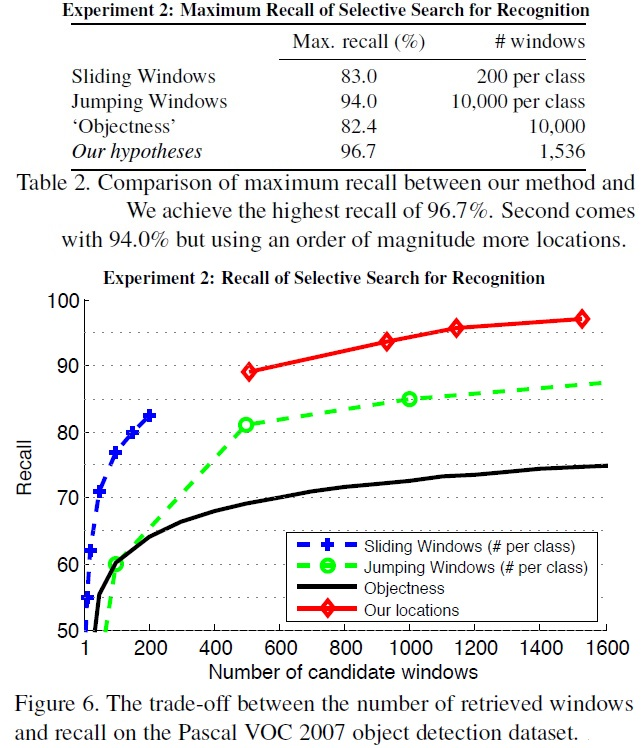 Experiment 2: Maximum Recall of Selective Search for Recognition
Max. recall (%) # windows
Sliding Windows 83.0 200 per class
Jumping Windows 94.0 10,000 per class
‘Objectness’ 82.4 10,000
Our hypotheses 96.7 1,536
Table 2. Comparison of maximum recall between our method and
We achieve the highest recall of 96.7%. Second comes
with 94.0% but using an order of magnitude more locations.
Experiment 2: Recall of Selective Search for Recognition
100
90
80
70
60
50
Recall
Sliding Windows (# per class)
Jumping Windows (# per class)
Objectness
Our locations
1 200 400 600 800 1000 1200 1400 1600
Number of candidate windows
Figure 6. The trade-off between the number of retrieved windows
and recall on the Pascal VOC 2007 object detection dataset.